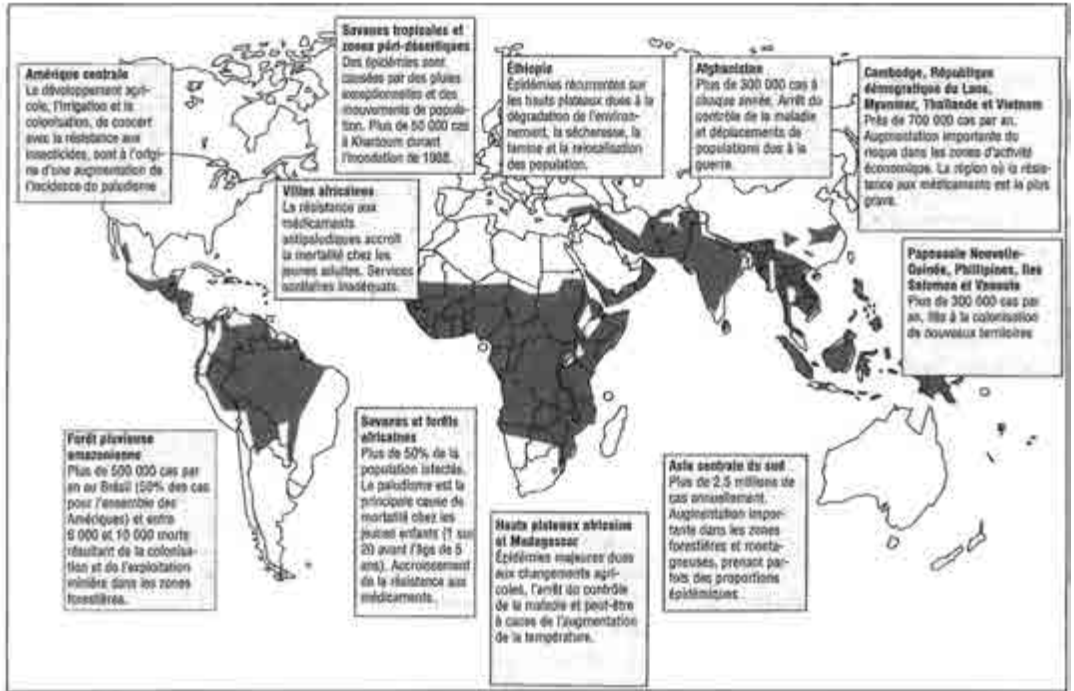 Amérique centrale
Le développement agri-
cole, l'irrigation et la
colonisation, de concert
avec la résistance aux
insecticides, sont à l'origi-
ne d'une augmentation de
l'incidence du paludisme
Savanes tropicales et
zones péri-désertiques
Des épidémies sont
causées par des pluies
exceptionnelles et des
mouvements de popula-
tion. Plus de 50 000 cas
à Khartoum durant
l'inondation de 1988.
Éthiopie
Épidémies récurrentes sur
les hauts plateaux dues à la
dégradation de l'environ-
nement, la sécheresse, la
famine et la relocalisation
des population.
Afghanistan
Plus de 300 000 cas à
chaque année. Arrêt du
contrôle de la maladie
et déplacements de
populations dus à la
guerre.
Cambodge, République
démogratique du Laos,
Myanmar, Thaïlande et Vietnam
Près de 700 000 cas par an.
Augmentation importante du
risque dans les zones d'activité
économique. La région où la résis-
tance aux médicaments est la plus
grave.
Villes africaines
La résistance aux
médicaments
antipaludiques accroît
la mortalité chez les
jeunes adultes. Services
sanitaires inadéquats.
Papouasie Nouvelle-
Guinée, Phillipines, Iles
Salomon et
Plus de 300 000 cas par
an, liés à la colonisation
de nouveaux territoires
Forêt pluvieuse
amazonienne
Plus de 500 000 cas par
an au Brésil (50% des cas
pour l'ensemble des
Amériques) et entre
6 000 et 10 000 morts
résultant de la colonisa-
tion et de l'exploitation
minière dans les zones
forestières.
Savanes et forêts
africaines
Plus de 50% de la
population infectée.
Le paludisme est la
principale cause de
mortalité chez les
jeunes enfants (1 sur
20 avant l'âge de 5
ans). Accroissement
de la résistance aux
médicaments.
Hauts plateaux africains
et Madagascar
Épidémies majeures dues
aux changements agri-
coles, l'arrêt du contrôle
de la maladie et peut-être
à cause de l'augmentation
de la température.
Asie centrale du sud
Plus de 2,5 millions de
cas annuellement.
Augmentation impor-
tante dans les zones
forestières et monta-
gneuses, prenant par-
fois des proportions
épidémiques